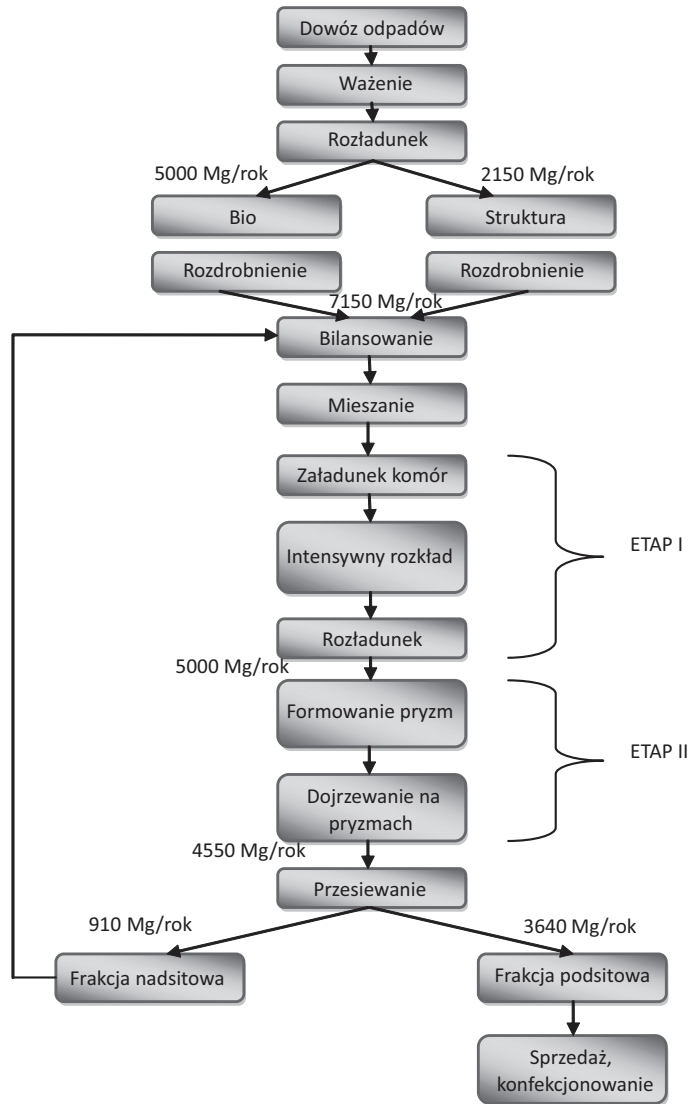 Dowóz odpadów
Ważenie
Rozładunek
5000 Mg/rok
2150 Mg/rok
Bio
Struktura
Rozdrobnienie
Rozdrobnienie
7150 Mg/rok
Bilansowanie
Mieszanie
Załadunek komór
Intensywny rozkład
ETAP I
Rozładunek
5000 Mg/rok
Formowanie pryzm
ETAP II
Dojrzewanie na
pryzmach
4550 Mg/rok
Przesiewanie
910 Mg/rok
3640 Mg/rok
Frakcja nadsitowa
Frakcja podsitowa
Sprzedaż,
konfekcjonowanie